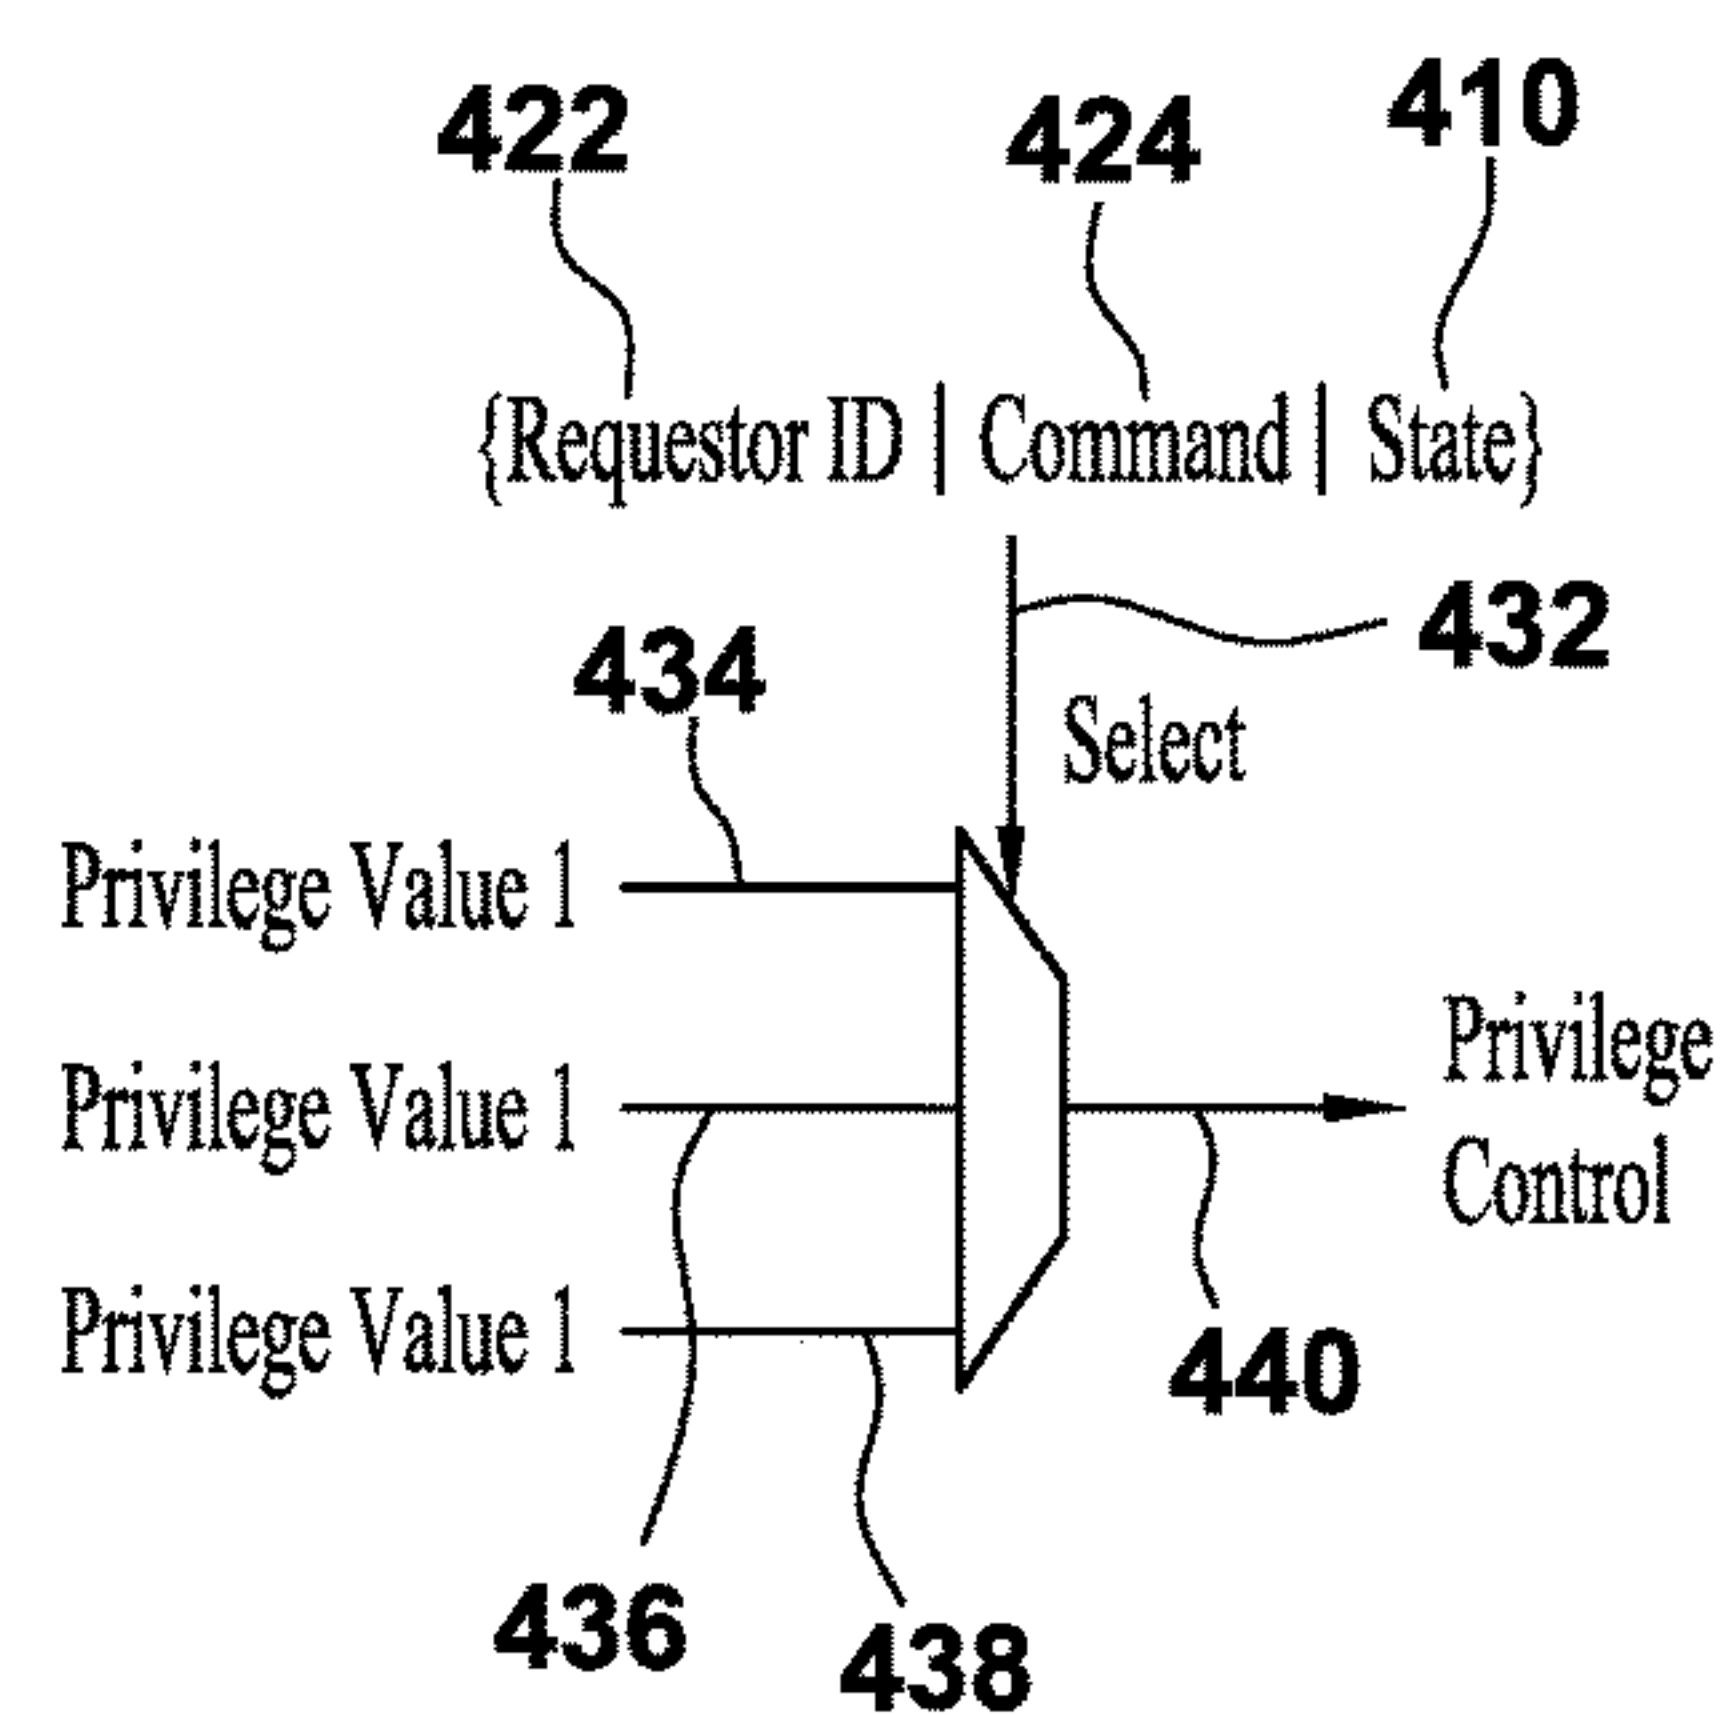 422 424 410
{Requestor ID | Command | State}
432
434
Select
Privilege Value 1
Privilege
Privilege Value 1
Control
Privilege Value 1
440
436
438